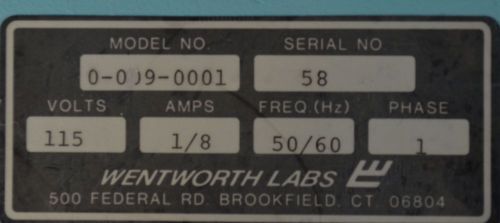 MODEL NO. SERIAL NO
58
VOLTS AMPS FREQ.(Hz) PHASE
115 1/8 50/60 1
WENTWORTH LABS
500 FEDERAL RD. BROOKFIELD, CT 06804